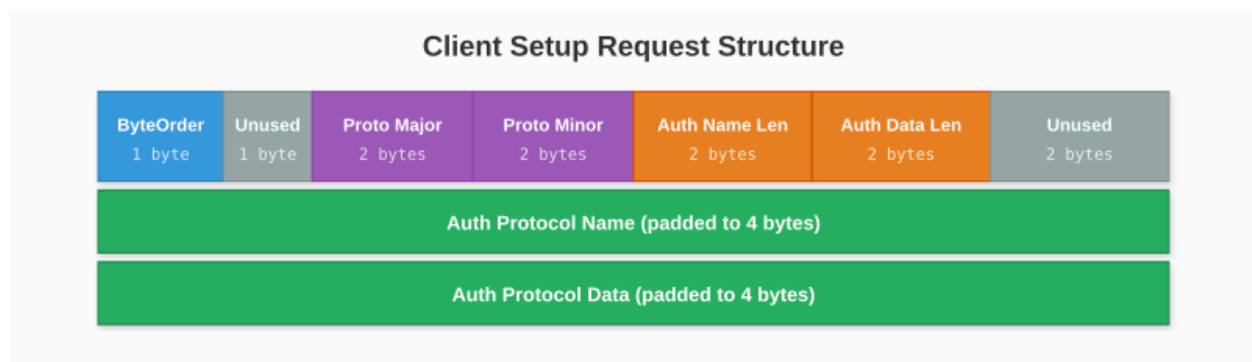 Client Setup Request Structure
ByteOrder Unused Proto Major Proto Minor Auth Name Len Auth Data Len Unused
1 byte 1 byte 2 bytes 2 bytes 2 bytes 2 bytes 2 bytes
Auth Protocol Name (padded to 4 bytes)
Auth Protocol Data (padded to 4 bytes)